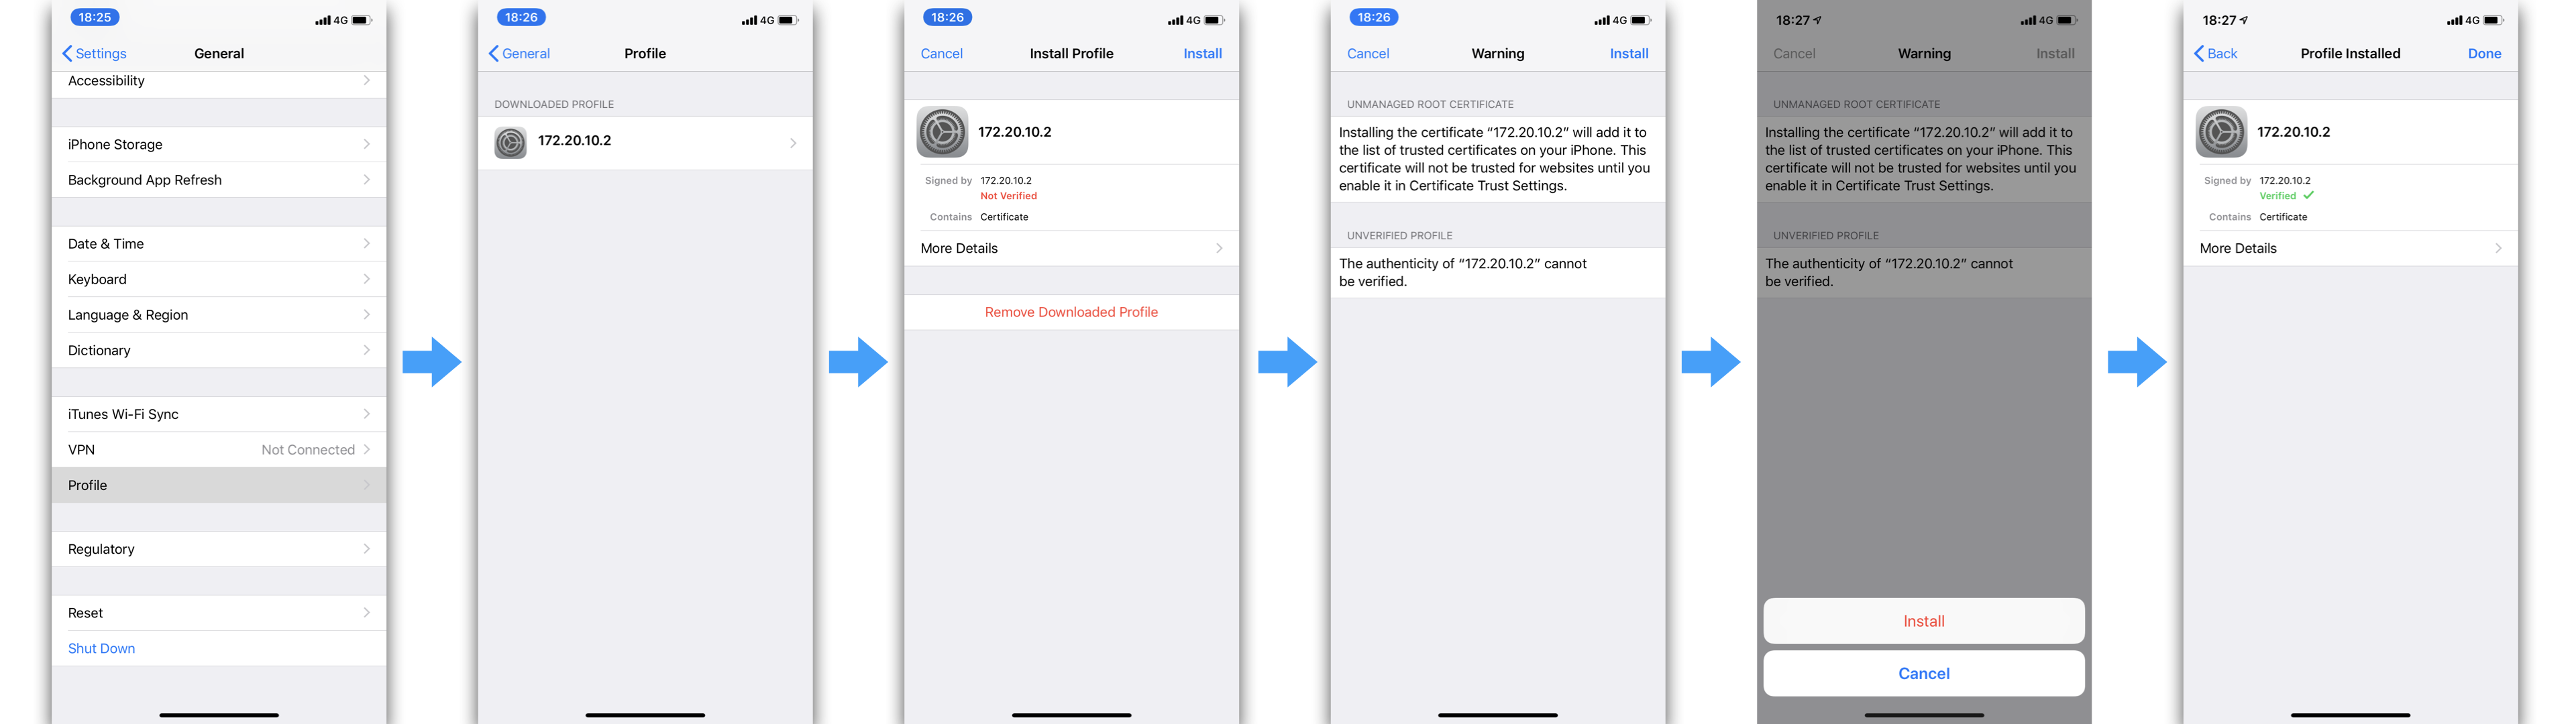 18:25
4G
Settings
General
Accessibility
iPhone Storage
Background App Refresh
Date & Time
Keyboard
Language & Region
Dictionary
iTunes Wi-Fi Sync
VPN Not Connected
Profile
Regulatory
Reset
Shut Down
18:26
4G
General
Profile
DOWNLOADED PROFILE
172.20.10.2
18:26
4G
Cancel
Install Profile
Install
172.20.10.2
Signed by 172.20.10.2
Not Verified
Contains Certificate
More Details
Remove Downloaded Profile
18:26
4G
Cancel
Warning
Install
UNMANAGED ROOT CERTIFICATE
Installing the certificate “172.20.10.2” will add it to
the list of trusted certificates on your iPhone. This
certificate will not be trusted for websites until you
enable it in Certificate Trust Settings.
UNVERIFIED PROFILE
The authenticity of “172.20.10.2” cannot
be verified.
18:27
4G
Cancel
Warning
Install
UNMANAGED ROOT CERTIFICATE
Installing the certificate “172.20.10.2” will add it to
the list of trusted certificates on your iPhone. This
certificate will not be trusted for websites until you
enable it in Certificate Trust Settings.
UNVERIFIED PROFILE
The authenticity of “172.20.10.2” cannot
be verified.
Install
Cancel
18:27
4G
Back
Profile Installed
Done
172.20.10.2
Signed by 172.20.10.2
Verified
Contains Certificate
More Details